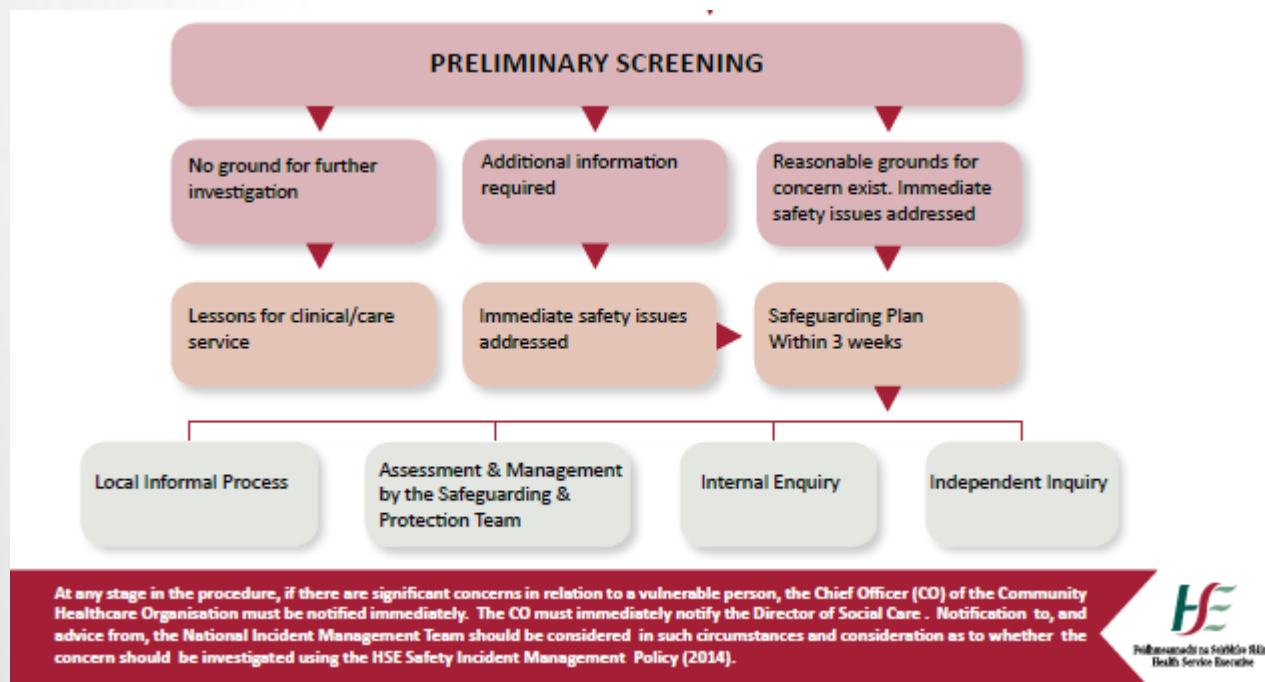 PRELIMINARY SCREENING
No ground for further
investigation
Additional information
required
Reasonable grounds for
concern exist. Immediate
safety issues addressed
Lessons for clinical/care
service
Immediate safety issues
addressed
Safeguarding Plan
Within 3 weeks
Local Informal Process
Assessment & Management
by the Safeguarding &
Protection Team
Internal Enquiry
Independent Inquiry
At any stage in the procedure, if there are significant concerns in relation to a vulnerable person, the Chief Officer (CO) of the Community
Healthcare Organisation must be notified immediately. The CO must immediately notify the Director of Social Care . Notification to, and
advice from, the National Incident Management Team should be considered in such circumstances and consideration as to whether the
concern should be investigated using the HSE Safety Incident Management Policy (2014).
HSE
Feidhmeannacht na Seirbhíse Slái
Health Service Executive